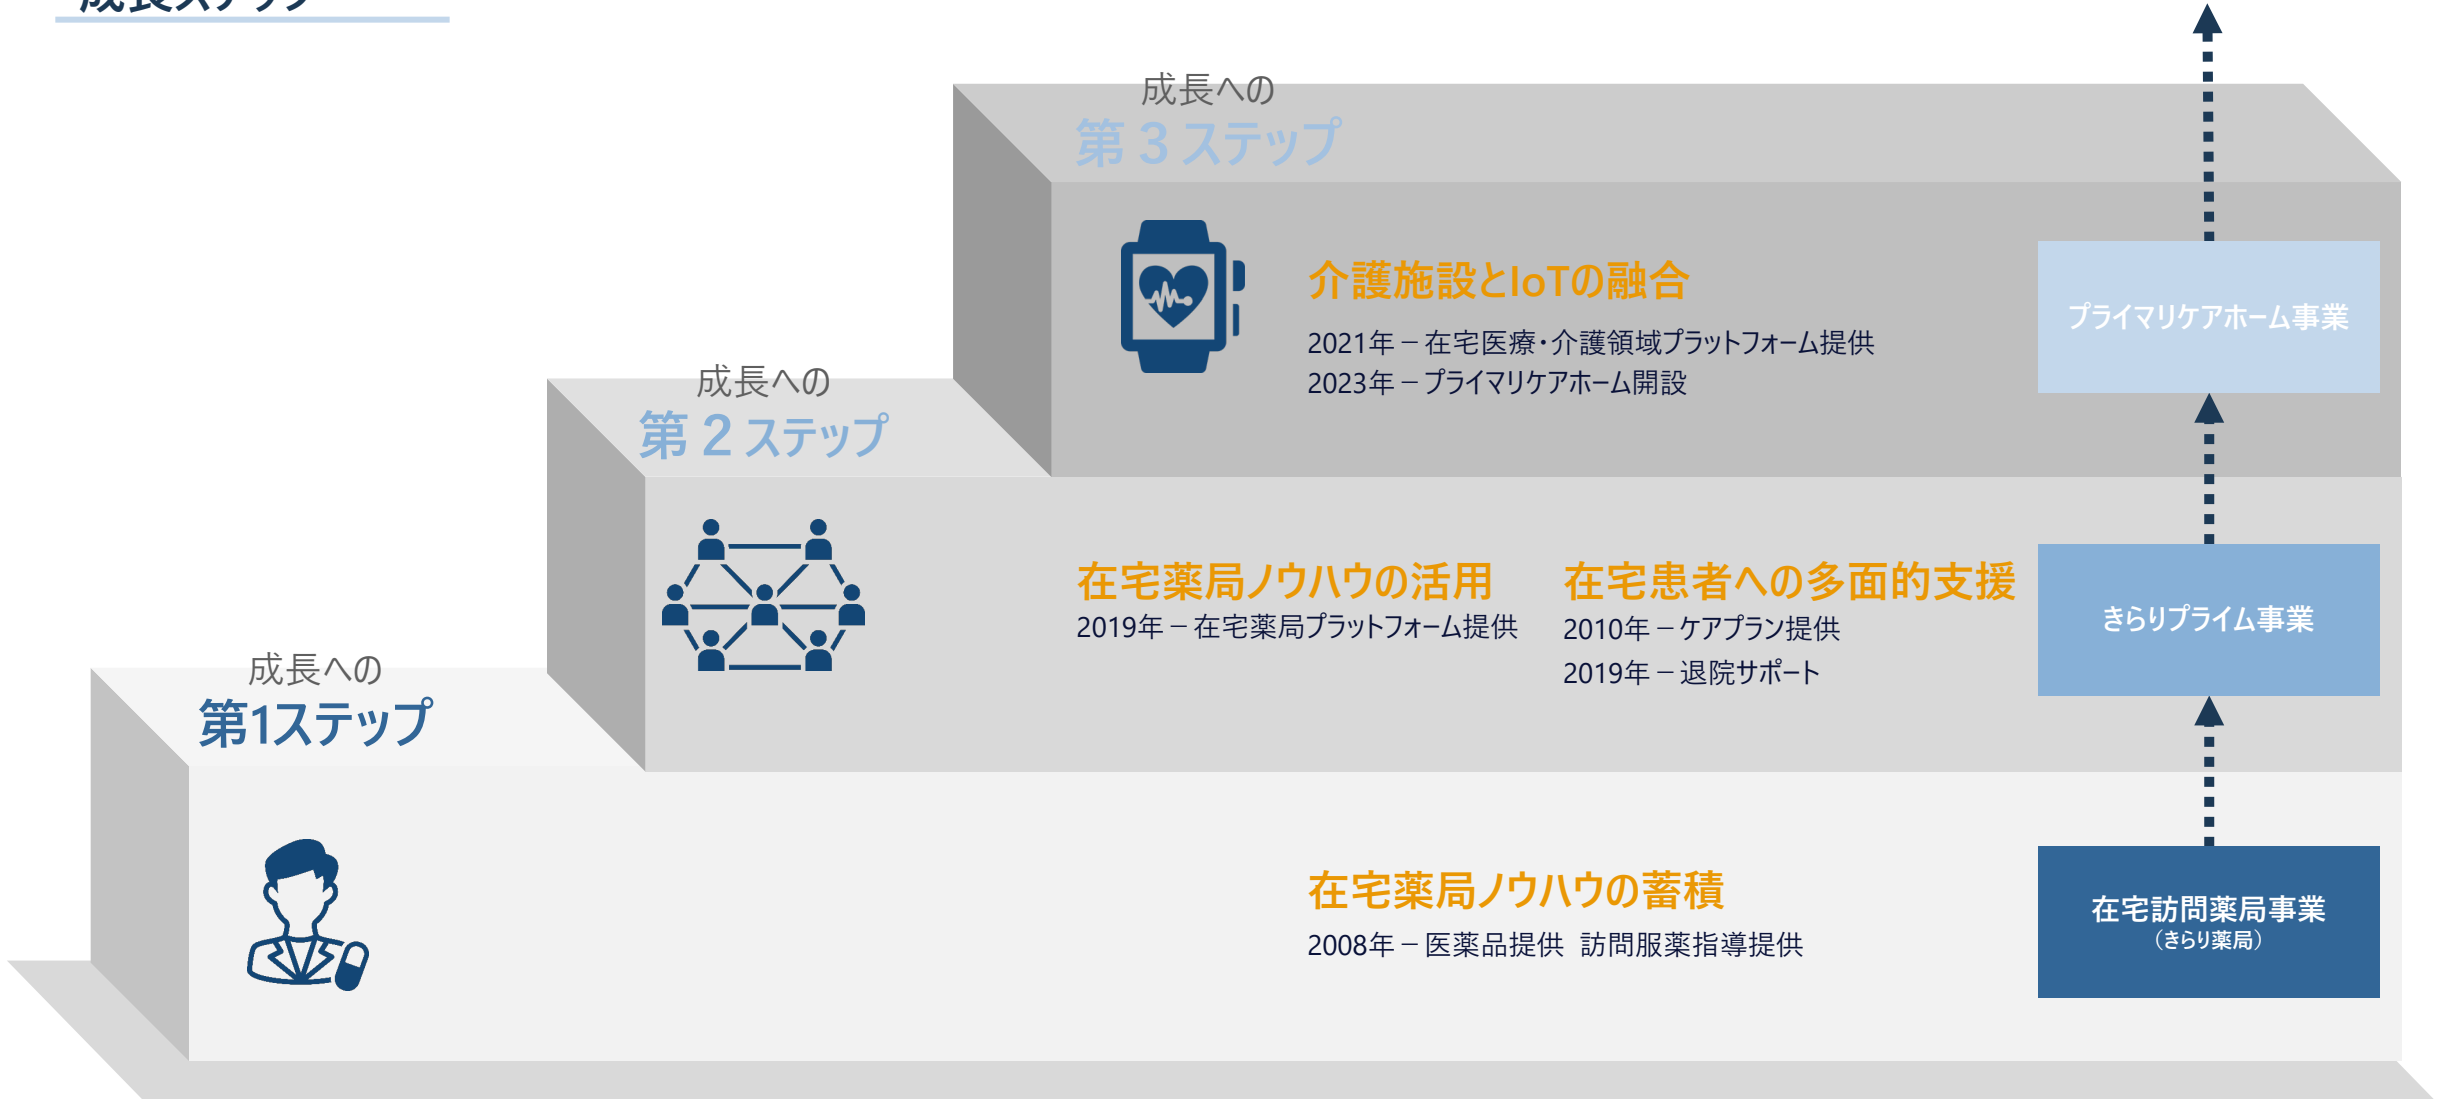 成長ステップ
成長への
第３ステップ
介護施設とIoTの融合
2021年－在宅医療・介護領域プラットフォーム提供
2023年－プライマリケアホーム開設
プライマリケアホーム事業
成長への
第２ステップ
在宅薬局ノウハウの活用
2019年－在宅薬局プラットフォーム提供
在宅患者への多面的支援
2010年－ケアプラン提供
2019年－退院サポート
きらりプライム事業
成長への
第1ステップ
在宅薬局ノウハウの蓄積
2008年－医薬品提供 訪問服薬指導提供
在宅訪問薬局事業
（きらり薬局）